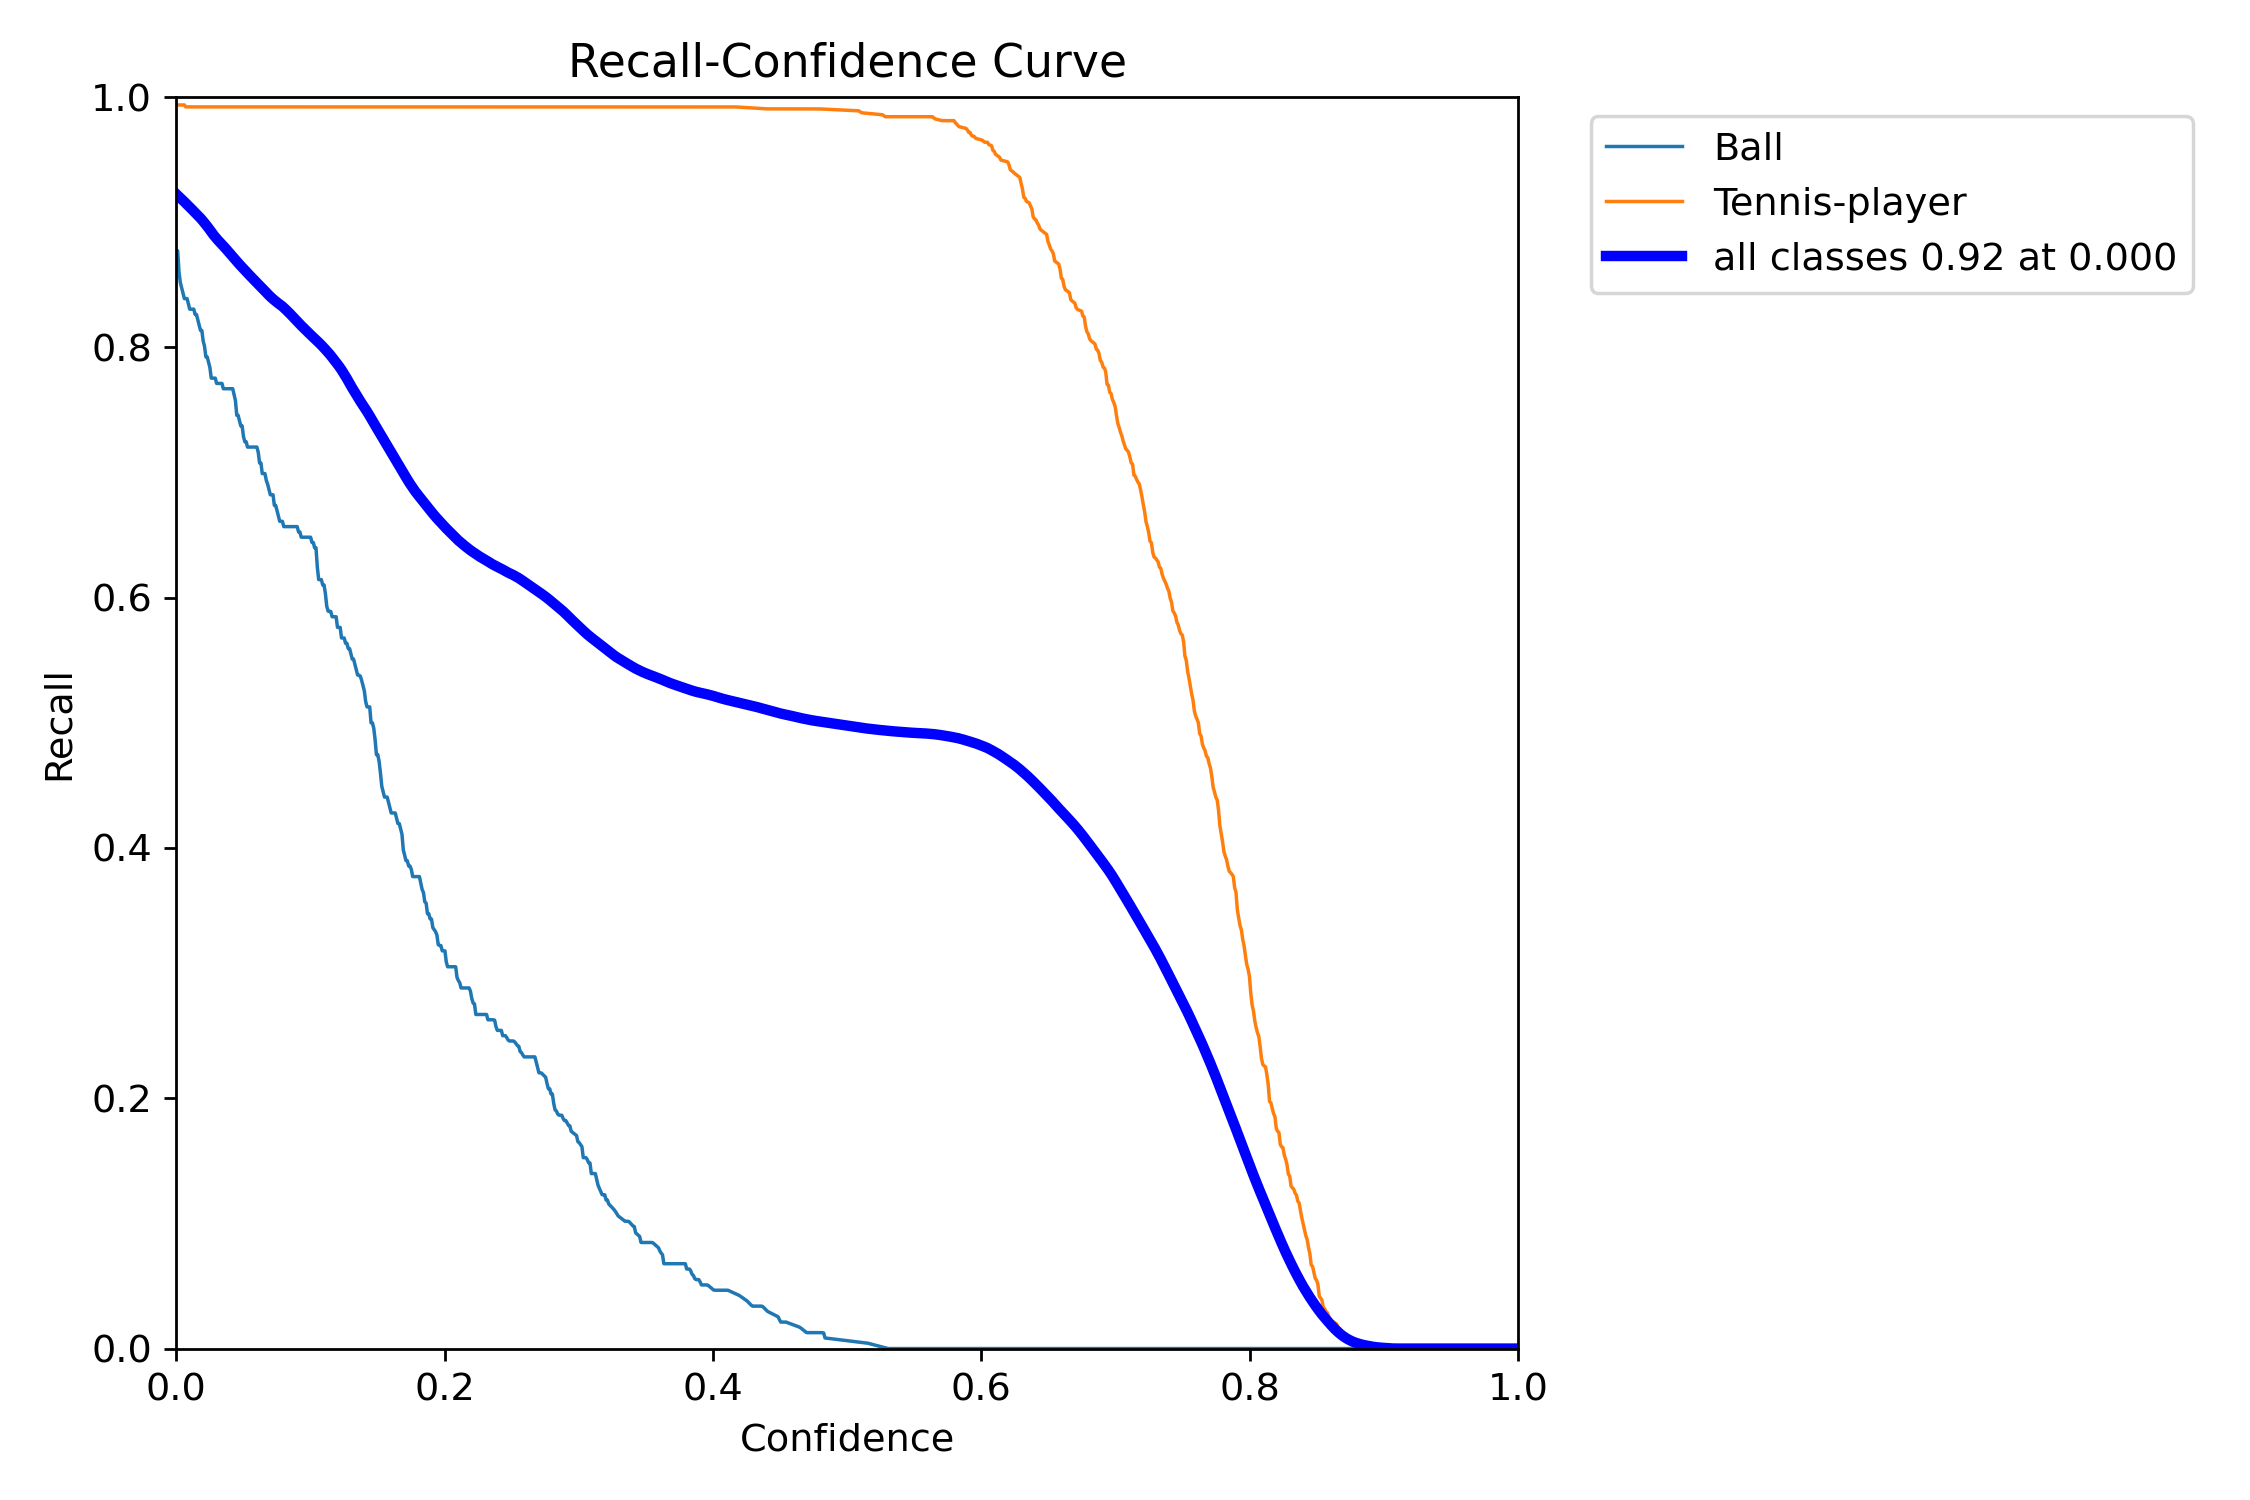 Recall-Confidence Curve
1.0
0.8
0.6
0.4
0.2
0.0
Recall
0.0 0.2 0.4 0.6 0.8 1.0
Confidence
Ball
Tennis-player
all classes 0.92 at 0.000